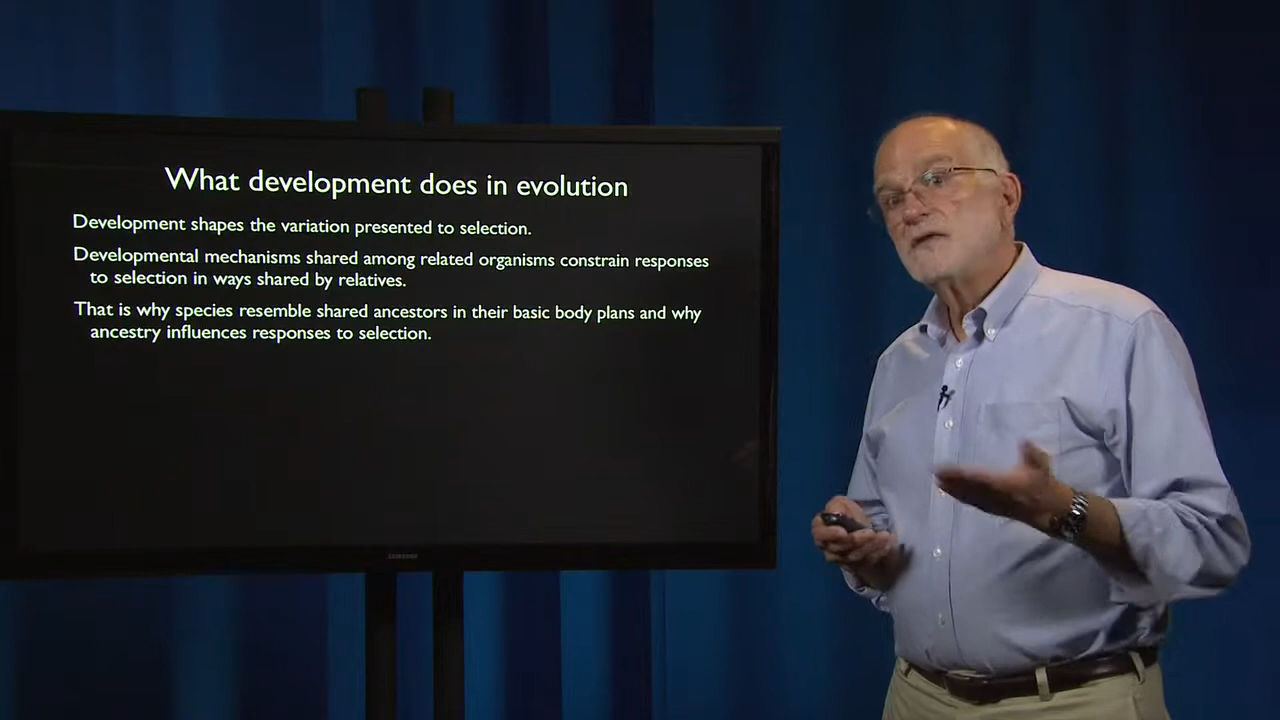 What development does in evolution
Development shapes the variation presented to selection.
Developmental mechanisms shared among related organisms constrain responses
to selection in ways shared by relatives.
That is why species resemble shared ancestors in their basic body plans and why
ancestry influences responses to selection.
SAMSUNG